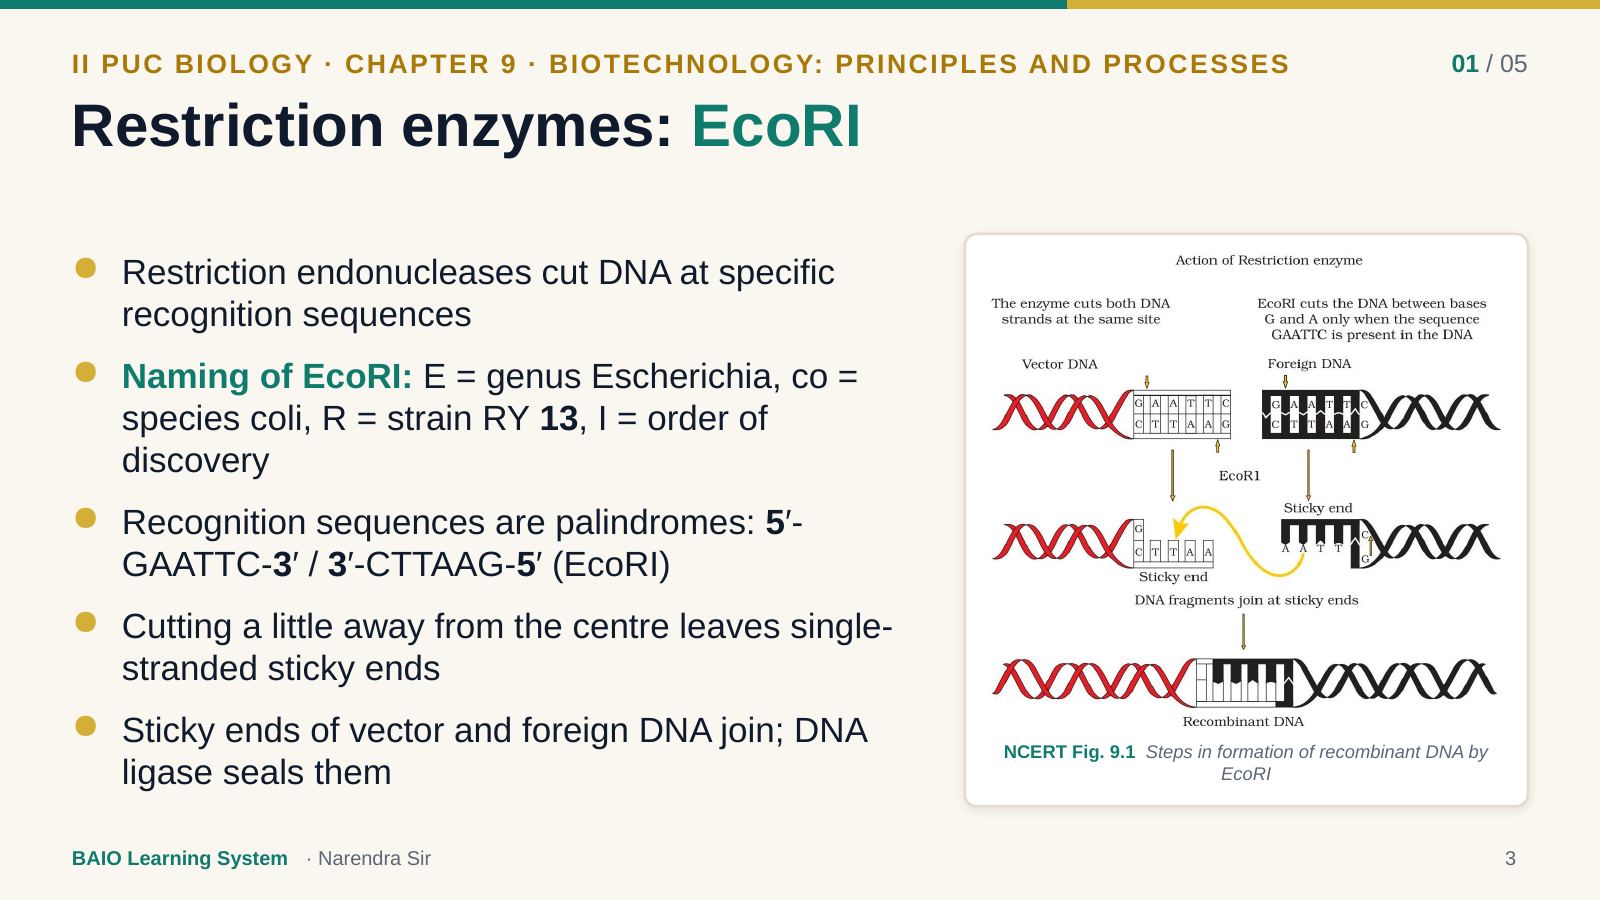 II PUC BIOLOGY · CHAPTER 9 · BIOTECHNOLOGY: PRINCIPLES AND PROCESSES
01 / 05
Restriction enzymes: EcoRI
Restriction endonucleases cut DNA at specific
recognition sequences
Naming of EcoRI: E = genus Escherichia, co =
species coli, R = strain RY 13, I = order of
discovery
Recognition sequences are palindromes: 5′-
GAATTC-3′ / 3′-CTTAAG-5′ (EcoRI)
Cutting a little away from the centre leaves single-
stranded sticky ends
Sticky ends of vector and foreign DNA join; DNA
ligase seals them
Action of Restriction enzyme
The enzyme cuts both DNA
strands at the same site
EcoRI cuts the DNA between bases
G and A only when the sequence
GAATTC is present in the DNA
Vector DNA
Foreign DNA
G A A T T C
C T T A A G
G A A T T C
C T T A A G
EcoR1
Sticky end
G
C T T A A
C
A A T T
G
Sticky end
DNA fragments join at sticky ends
Recombinant DNA
NCERT Fig. 9.1 Steps in formation of recombinant DNA by
EcoRI
BAIO Learning System · Narendra Sir
3